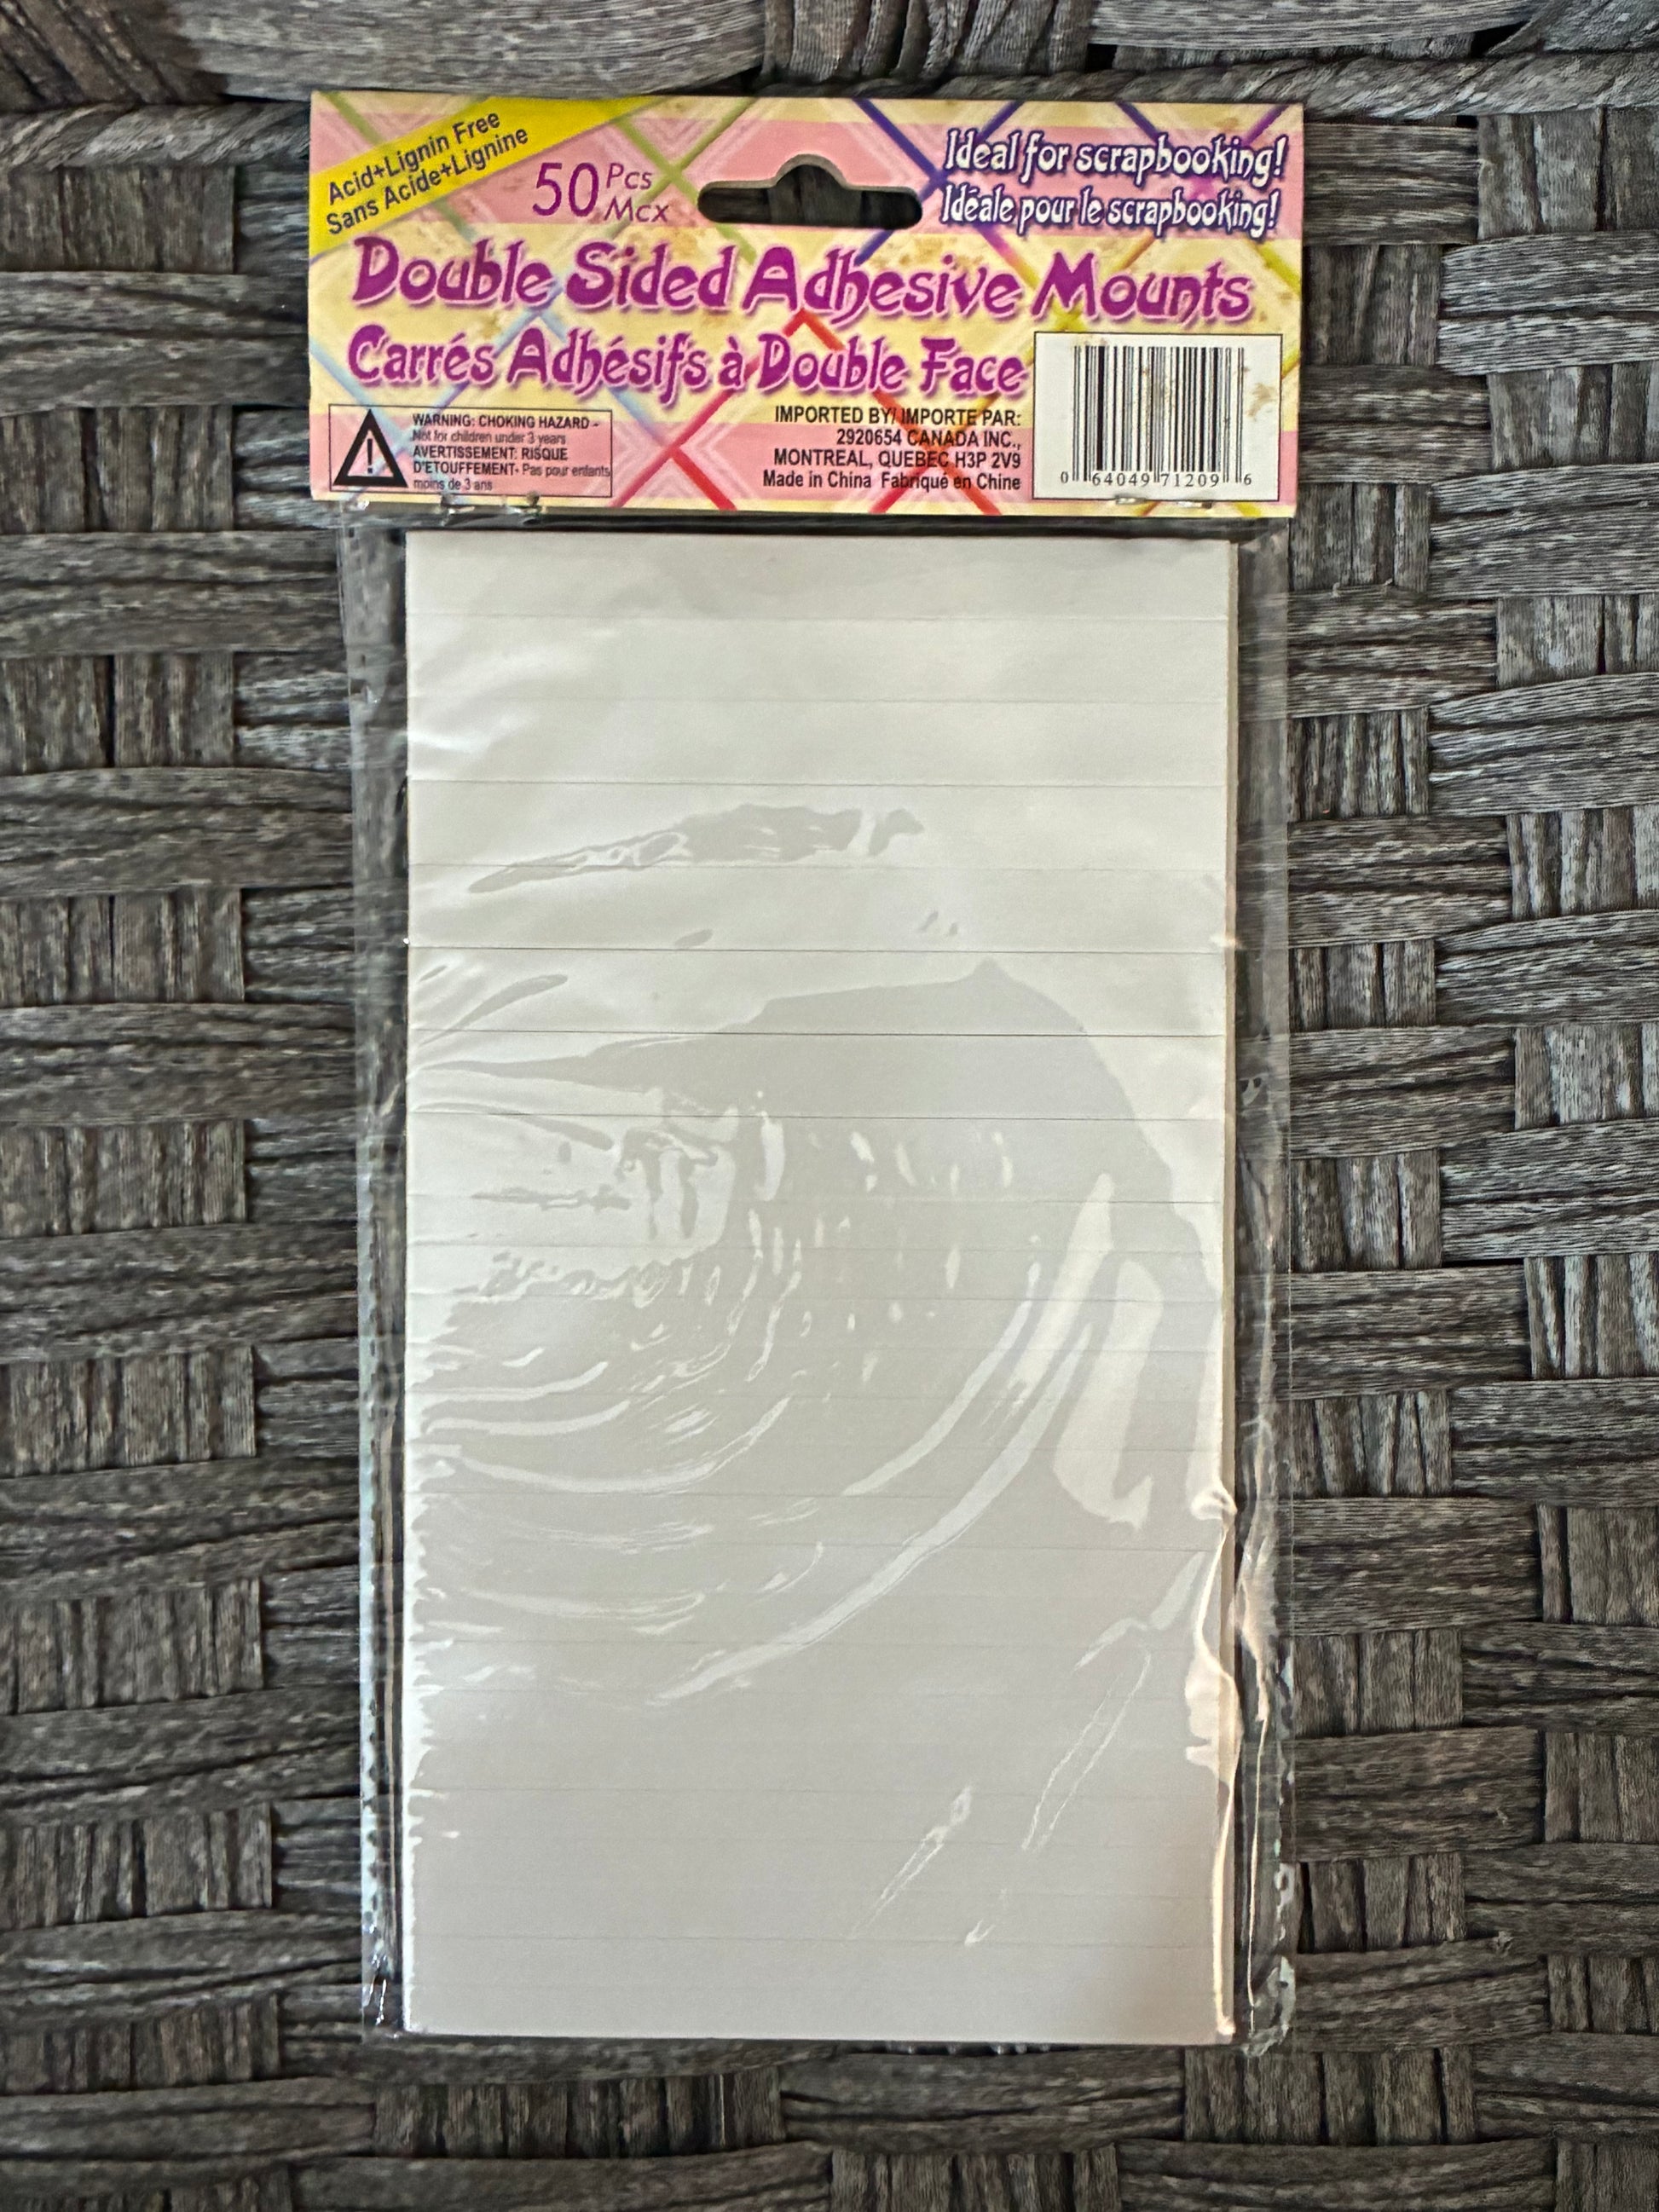 Acid+Lignin Free
Sans Acide+Lignine
50 Pcs
Mcx
Ideal for scrapbooking!
Idéale pour le scrapbooking!
Double Sided Adhesive Mounts
Carrés Adhésifs à Double Face
WARNING: CHOKING HAZARD -
Not for children under 3 years
AVERTISSEMENT: RISQUE
D'ETOUFFEMENT- Pas pour enfants
moins de 3 ans
IMPORTED BY/ IMPORTE PAR:
2920654 CANADA INC.,
MONTREAL, QUEBEC H3P 2V9
Made in China Fabriqué en Chine
0 64049 71209 6